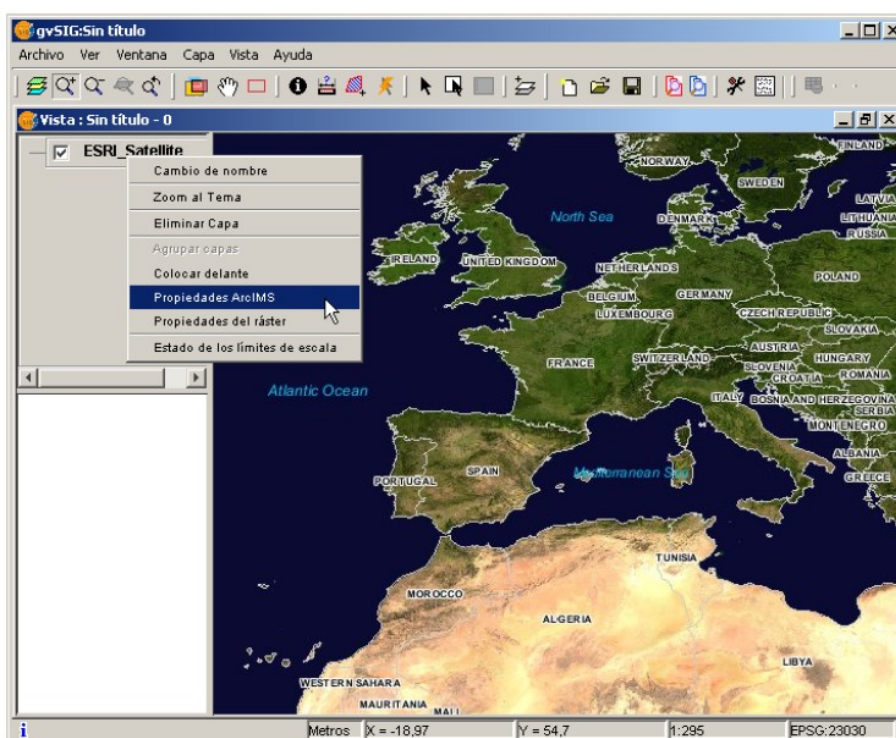 gvSIG:Sin título
Archivo Ver Ventana Capa Vista Ayuda
Vista : Sin título - 0
ESRI_Satellite
Cambio de nombre
Zoom al Tema
Eliminar Capa
Agrupar capas
Colocar delante
Propiedades ArcIMS
Propiedades del ráster
Estado de los límites de escala
FINLAND
NORWAY
SWEDEN
LATVIA
North Sea
DENMARK
LITHUANIA
RUSSIA
IRELAND
UNITED KINGDOM
NETHERLANDS
POLAND
BELGIUM
GERMANY
LUXEMBOURG
CZECH REPUBLIC
SLOVAKIA
AUSTRIA
FRANCE
SWITZERLAND
HUNGARY
SLOVENIA
CROATIA
ROMANIA
Atlantic Ocean
ITALY
BOSNIA AND HERZEGOVINA
SERBIA
MONTENEGRO
ALBANIA
PORTUGAL
SPAIN
Mediterranean Sea
GREECE
TUNISIA
MOROCCO
ALGERIA
LIBYA
WESTERN SAHARA
MAURITANIA
MALI
Metros X = -18,97 Y = 54,7 1:295 EPSG:23030